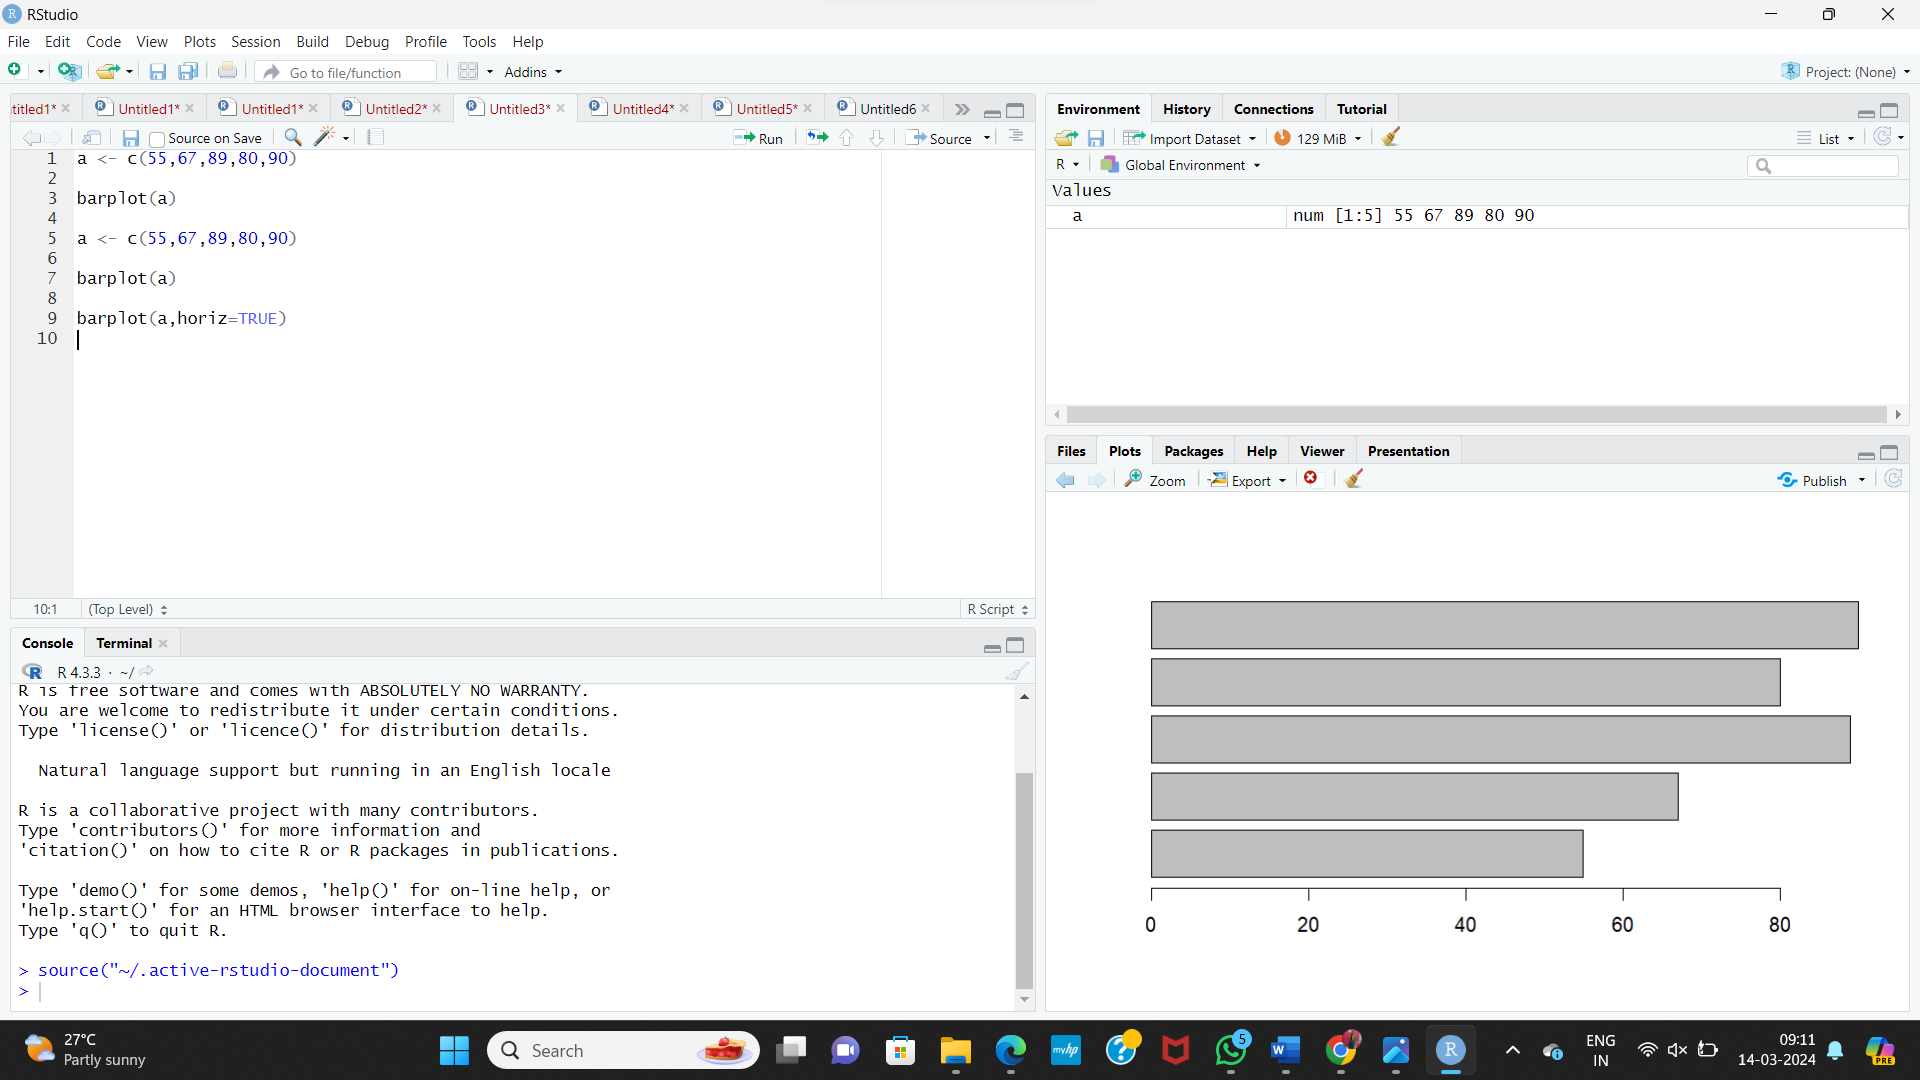 RStudio
File Edit Code View Plots Session Build Debug Profile Tools Help
Go to file/function Addins Project: (None)
titled1* Untitled1* Untitled1* Untitled2* Untitled3* Untitled4* Untitled5* Untitled6
Source on Save Run Source
1 a <- c(55,67,89,80,90)
2
3 barplot(a)
4
5 a <- c(55,67,89,80,90)
6
7 barplot(a)
8
9 barplot(a,horiz=TRUE)
10
10:1 (Top Level) R Script
Console Terminal
R 4.3.3 · ~/
R is free software and comes with ABSOLUTELY NO WARRANTY.
You are welcome to redistribute it under certain conditions.
Type 'license()' or 'licence()' for distribution details.
Natural language support but running in an English locale
R is a collaborative project with many contributors.
Type 'contributors()' for more information and
'citation()' on how to cite R or R packages in publications.
Type 'demo()' for some demos, 'help()' for on-line help, or
'help.start()' for an HTML browser interface to help.
Type 'q()' to quit R.
> source("~/.active-rstudio-document")
>
Environment History Connections Tutorial
Import Dataset 129 MiB List
R Global Environment
Values
a num [1:5] 55 67 89 80 90
Files Plots Packages Help Viewer Presentation
Zoom Export Publish
0 20 40 60 80
27°C
Partly sunny
Search
myhp
5
ENG
IN
09:11
14-03-2024
PRE